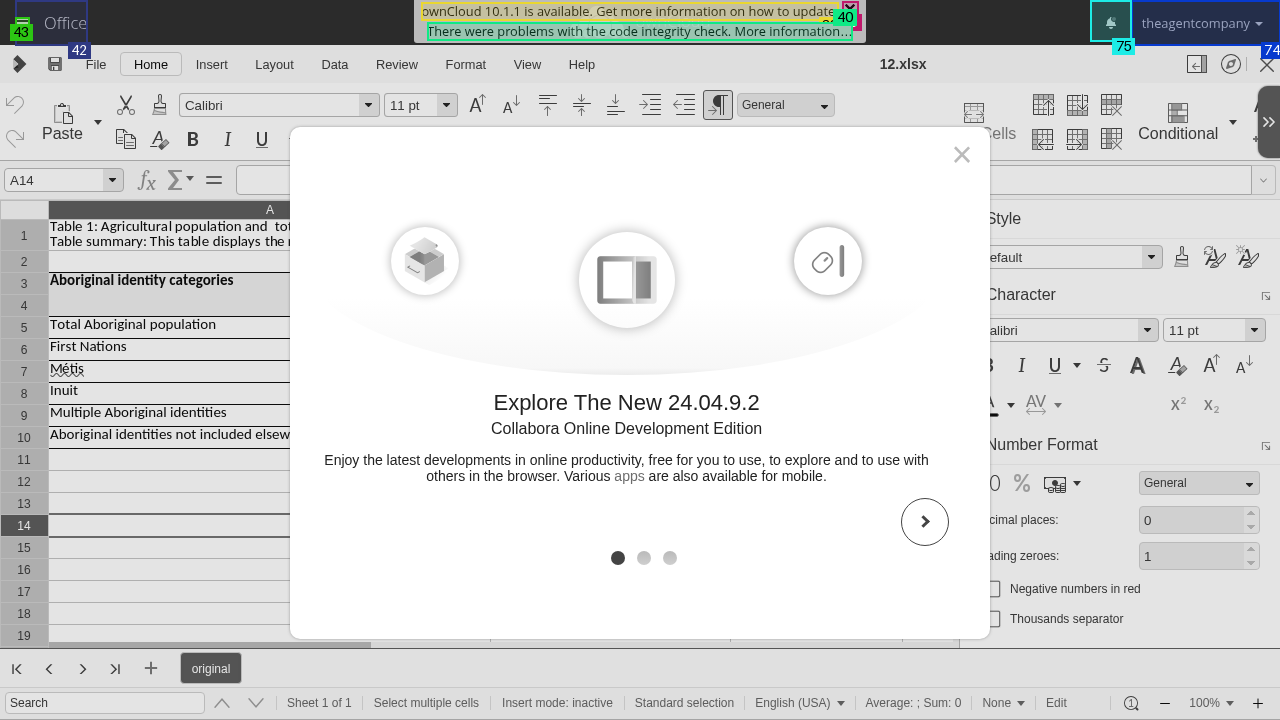 ownCloud 10.1.1 is available. Get more information on how to update
40
There were problems with the code integrity check. More information…
43
Office
42
75
theagentcompany
74
File
Home
Insert
Layout
Data
Review
Format
View
Help
12.xlsx
Paste
Calibri
11 pt
General
B
I
U
Conditional
A14
fx
A
1
Table 1: Agricultural population and
Table summary: This table displays the
2
3
Aboriginal identity categories
4
5
Total Aboriginal population
6
First Nations
7
Métis
8
Inuit
9
Multiple Aboriginal identities
10
Aboriginal identities not included
11
12
13
14
15
16
17
18
19
Explore The New 24.04.9.2
Collabora Online Development Edition
Enjoy the latest developments in online productivity, free for you to use, to explore and to use with
others in the browser. Various apps are also available for mobile.
Style
Character
11 pt
I
U
S
A
AV
Number Format
%
General
0
1
Negative numbers in red
Thousands separator
original
Search
Sheet 1 of 1
Select multiple cells
Insert mode: inactive
Standard selection
English (USA)
Average: ; Sum: 0
None
Edit
100%